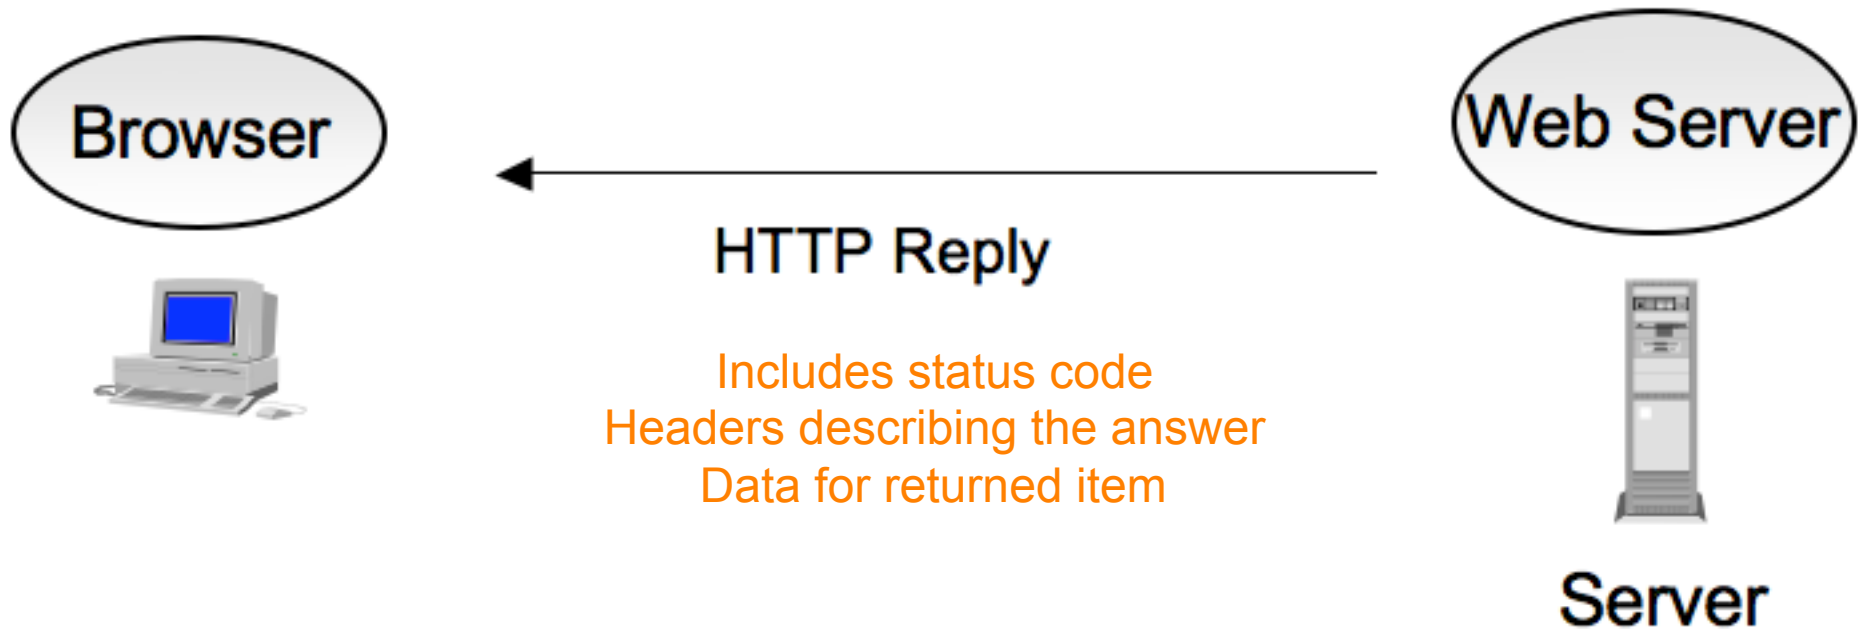 Browser
Web Server
HTTP Reply
Includes status code
Headers describing the answer
Data for returned item
Server